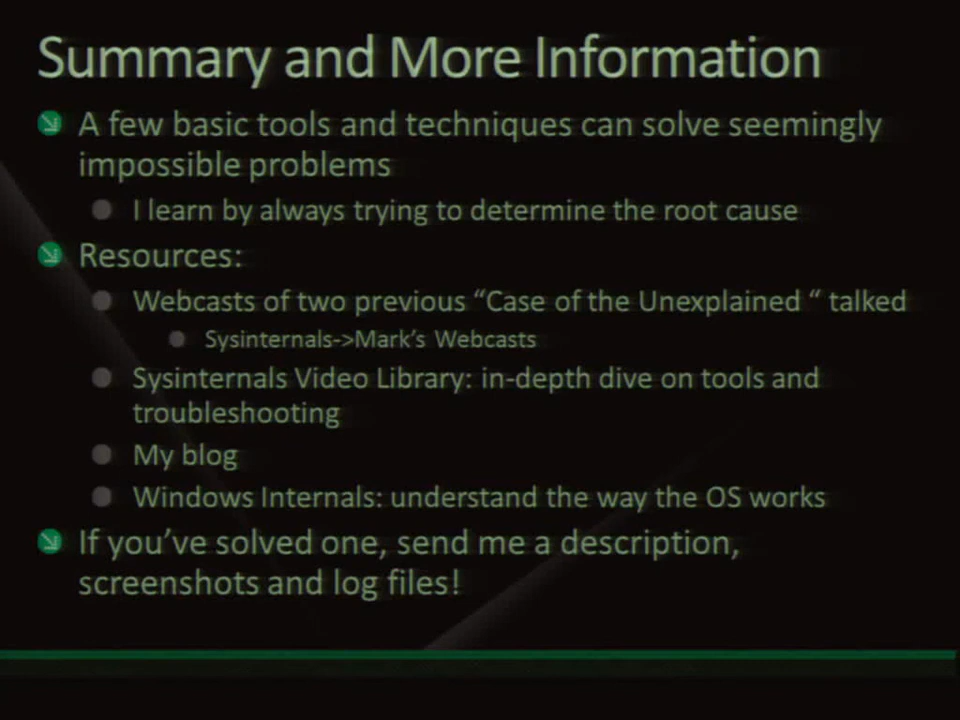 Summary and More Information
A few basic tools and techniques can solve seemingly
impossible problems
I learn by always trying to determine the root cause
Resources:
Webcasts of two previous “Case of the Unexplained “ talked
Sysinternals->Mark’s Webcasts
Sysinternals Video Library: in-depth dive on tools and
troubleshooting
My blog
Windows Internals: understand the way the OS works
If you’ve solved one, send me a description,
screenshots and log files!